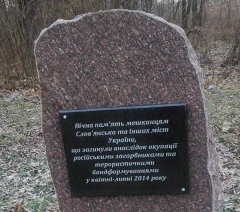 Вічна пам'ять мешканцям
Слов'янська та інших міст
України,
що загинули внаслідок окупації
російськими загарбниками та
терористичними
бандформуваннями
у квітні-липні 2014 року